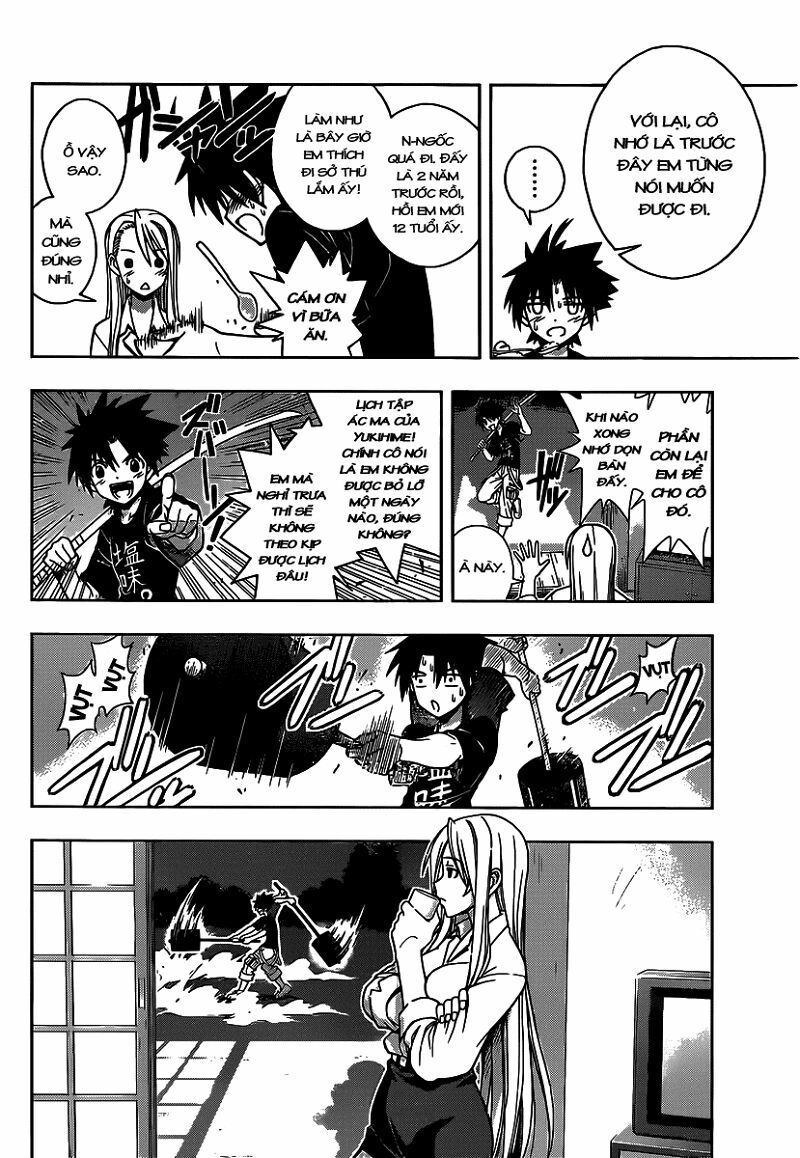 VỚI LẠI, CÔ
NHỚ LÀ TRƯỚC
ĐÂY EM TỪNG
NÓI MUỐN
ĐƯỢC ĐI.
......
N-NGỐC
QUÁ ĐI. ĐẤY
LÀ 2 NĂM
TRƯỚC RỒI,
HỒI EM MỚI
12 TUỔI ẤY.
LÀM NHƯ
LÀ BÂY GIỜ
EM THÍCH
ĐI SỞ THÚ
LẮM ẤY!
CÁM ƠN
VÌ BỮA
ĂN.
Ồ VẬY
SAO.
MÀ
CŨNG
ĐÚNG
NHỈ.
PHẦN
CÒN LẠI
EM ĐỂ
CHO CÔ
ĐÓ.
KHI NÀO
XONG
NHỚ DỌN
BÀN
ĐẤY.
À NÀY.
LỊCH TẬP
ÁC MA CỦA
YUKIHIME!
CHÍNH CÔ NÓI
LÀ EM KHÔNG
ĐƯỢC BỎ LỠ
MỘT NGÀY
NÀO, ĐÚNG
KHÔNG?
EM MÀ
NGHỈ TRƯA
THÌ SẼ
KHÔNG
THEO KỊP
ĐƯỢC LỊCH
ĐÂU!
塩味。
VỤT
VỤT
VỤT
塩味